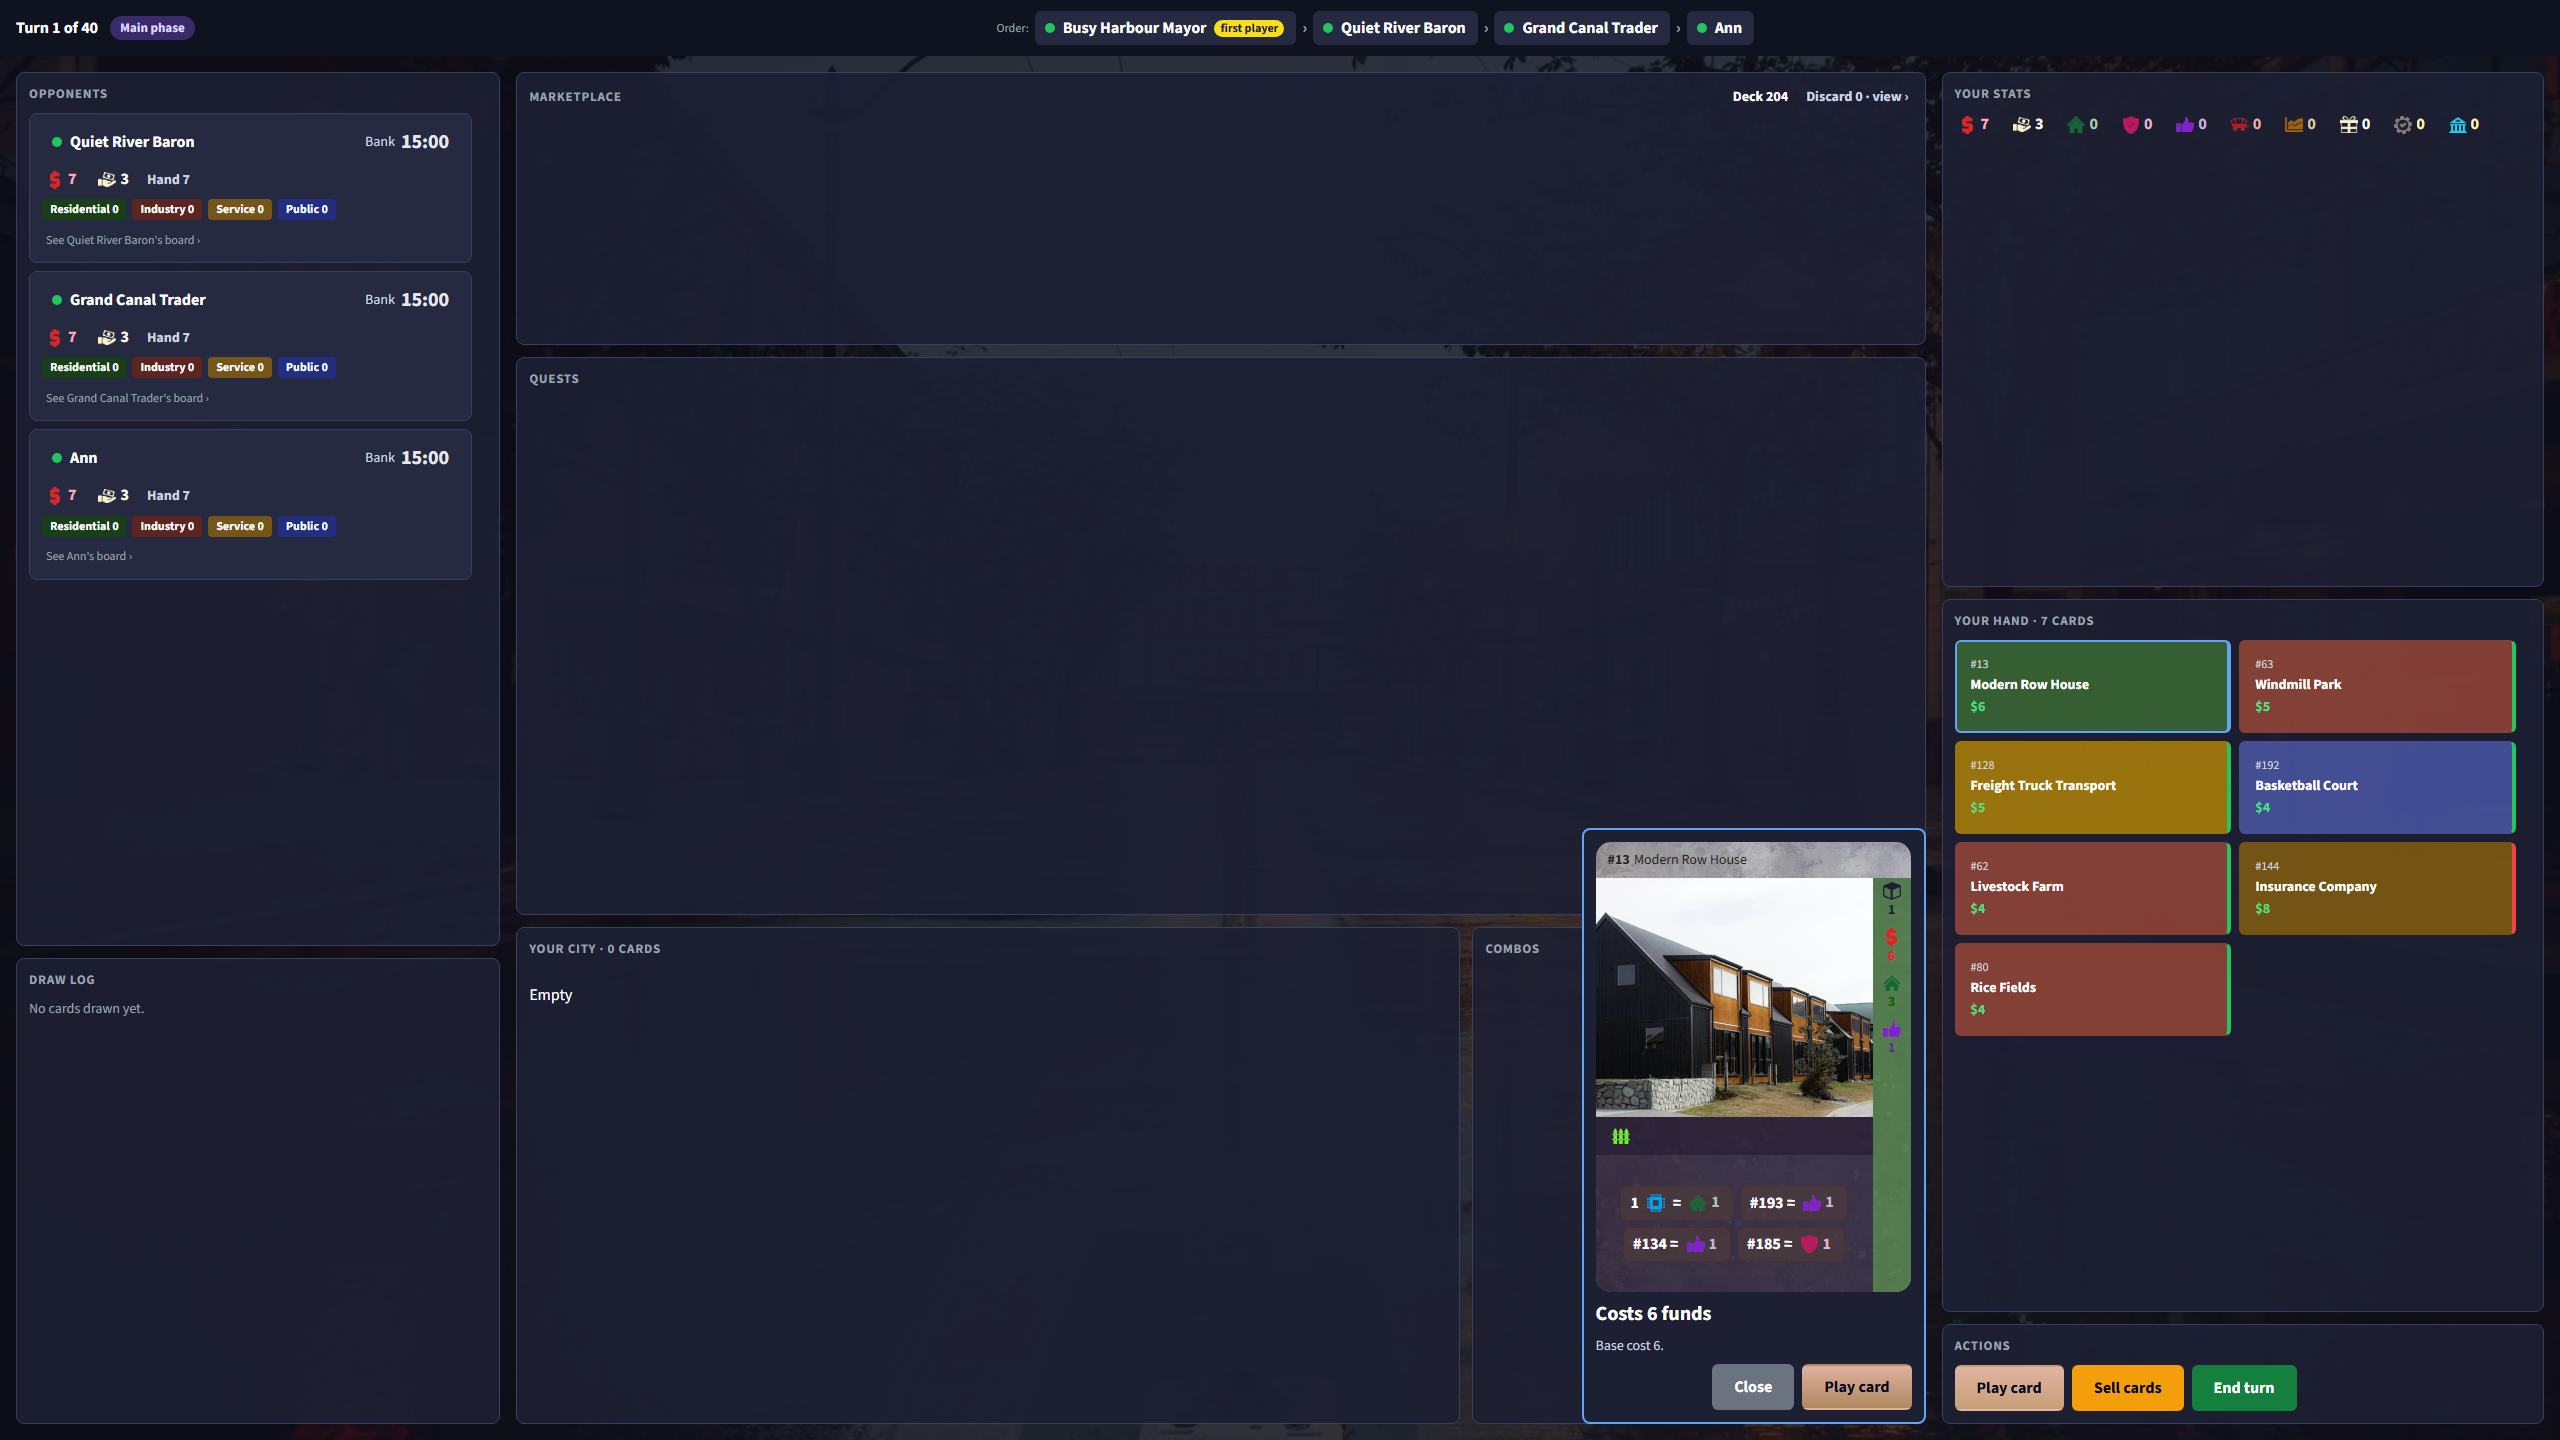 Turn 1 of 40
Main phase
Order:
Busy Harbour Mayor first player › Quiet River Baron › Grand Canal Trader › Ann
OPPONENTS
Quiet River Baron
Bank 15:00
7 3 Hand 7
Residential 0 Industry 0 Service 0 Public 0
See Quiet River Baron's board ›
Grand Canal Trader
Bank 15:00
7 3 Hand 7
Residential 0 Industry 0 Service 0 Public 0
See Grand Canal Trader's board ›
Ann
Bank 15:00
7 3 Hand 7
Residential 0 Industry 0 Service 0 Public 0
See Ann's board ›
DRAW LOG
No cards drawn yet.
MARKETPLACE
Deck 204
Discard 0 · view ›
QUESTS
YOUR CITY · 0 CARDS
Empty
COMBOS
#13 Modern Row House
1
6
3
1
1 = 1
#193 = 1
#134 = 1
#185 = 1
Costs 6 funds
Base cost 6.
Close
Play card
YOUR STATS
7 3 0 0 0 0 0 0 0 0
YOUR HAND · 7 CARDS
#13
Modern Row House
$6
#63
Windmill Park
$5
#128
Freight Truck Transport
$5
#192
Basketball Court
$4
#62
Livestock Farm
$4
#144
Insurance Company
$8
#80
Rice Fields
$4
ACTIONS
Play card
Sell cards
End turn